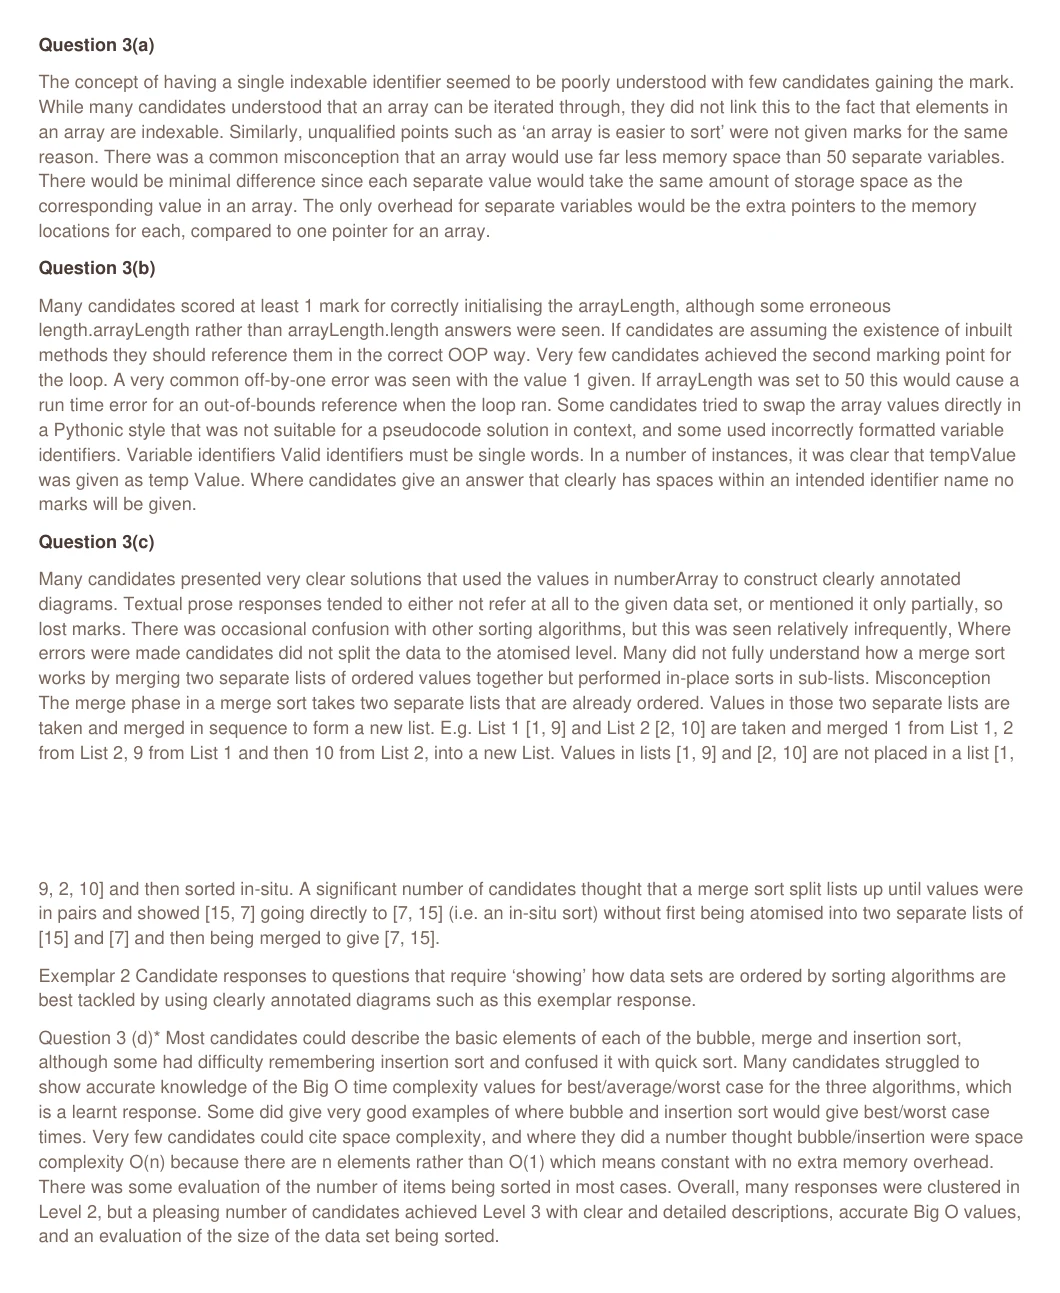 Question 3(a)
The concept of having a single indexable identifier seemed to be poorly understood with few candidates gaining the mark.
While many candidates understood that an array can be iterated through, they did not link this to the fact that elements in
an array are indexable. Similarly, unqualified points such as ‘an array is easier to sort’ were not given marks for the same
reason. There was a common misconception that an array would use far less memory space than 50 separate variables.
There would be minimal difference since each separate value would take the same amount of storage space as the
corresponding value in an array. The only overhead for separate variables would be the extra pointers to the memory
locations for each, compared to one pointer for an array.
Question 3(b)
Many candidates scored at least 1 mark for correctly initialising the arrayLength, although some erroneous
length.arrayLength rather than arrayLength.length answers were seen. If candidates are assuming the existence of inbuilt
methods they should reference them in the correct OOP way. Very few candidates achieved the second marking point for
the loop. A very common off-by-one error was seen with the value 1 given. If arrayLength was set to 50 this would cause a
run time error for an out-of-bounds reference when the loop ran. Some candidates tried to swap the array values directly in
a Pythonic style that was not suitable for a pseudocode solution in context, and some used incorrectly formatted variable
identifiers. Variable identifiers Valid identifiers must be single words. In a number of instances, it was clear that tempValue
was given as temp Value. Where candidates give an answer that clearly has spaces within an intended identifier name no
marks will be given.
Question 3(c)
Many candidates presented very clear solutions that used the values in numberArray to construct clearly annotated
diagrams. Textual prose responses tended to either not refer at all to the given data set, or mentioned it only partially, so
lost marks. There was occasional confusion with other sorting algorithms, but this was seen relatively infrequently, Where
errors were made candidates did not split the data to the atomised level. Many did not fully understand how a merge sort
works by merging two separate lists of ordered values together but performed in-place sorts in sub-lists. Misconception
The merge phase in a merge sort takes two separate lists that are already ordered. Values in those two separate lists are
taken and merged in sequence to form a new list. E.g. List 1 [1, 9] and List 2 [2, 10] are taken and merged 1 from List 1, 2
from List 2, 9 from List 1 and then 10 from List 2, into a new List. Values in lists [1, 9] and [2, 10] are not placed in a list [1,
9, 2, 10] and then sorted in-situ. A significant number of candidates thought that a merge sort split lists up until values were
in pairs and showed [15, 7] going directly to [7, 15] (i.e. an in-situ sort) without first being atomised into two separate lists of
[15] and [7] and then being merged to give [7, 15].
Exemplar 2 Candidate responses to questions that require ‘showing’ how data sets are ordered by sorting algorithms are
best tackled by using clearly annotated diagrams such as this exemplar response.
Question 3 (d)* Most candidates could describe the basic elements of each of the bubble, merge and insertion sort,
although some had difficulty remembering insertion sort and confused it with quick sort. Many candidates struggled to
show accurate knowledge of the Big O time complexity values for best/average/worst case for the three algorithms, which
is a learnt response. Some did give very good examples of where bubble and insertion sort would give best/worst case
times. Very few candidates could cite space complexity, and where they did a number thought bubble/insertion were space
complexity O(n) because there are n elements rather than O(1) which means constant with no extra memory overhead.
There was some evaluation of the number of items being sorted in most cases. Overall, many responses were clustered in
Level 2, but a pleasing number of candidates achieved Level 3 with clear and detailed descriptions, accurate Big O values,
and an evaluation of the size of the data set being sorted.